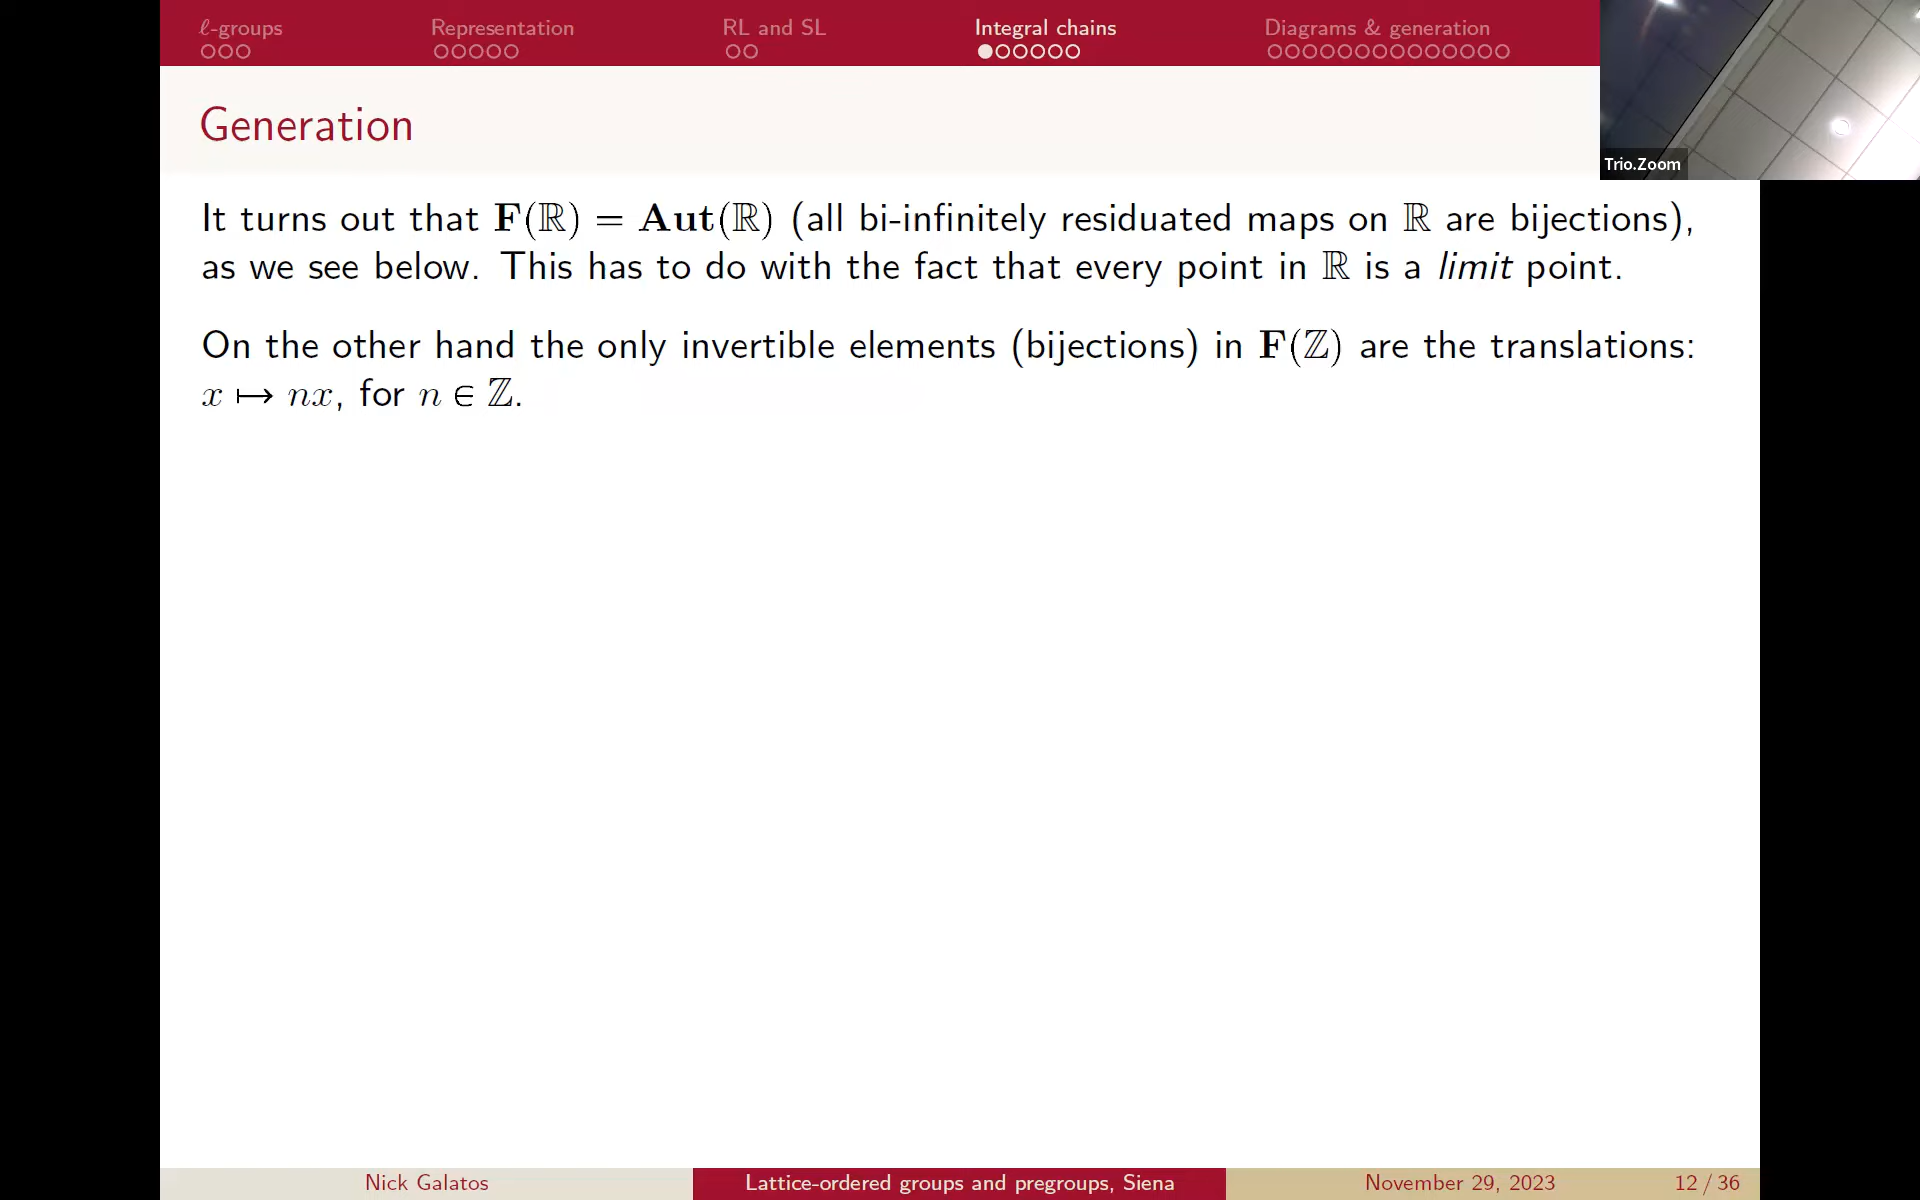 ℓ-groups Representation RL and SL Integral chains Diagrams & generation
Generation
Trio.Zoom
It turns out that F(ℝ) = Aut(ℝ) (all bi-infinitely residuated maps on ℝ are bijections),
as we see below. This has to do with the fact that every point in ℝ is a limit point.
On the other hand the only invertible elements (bijections) in F(ℤ) are the translations:
x ↦ nx, for n ∈ ℤ.
Nick Galatos Lattice-ordered groups and pregroups, Siena November 29, 2023 12 / 36